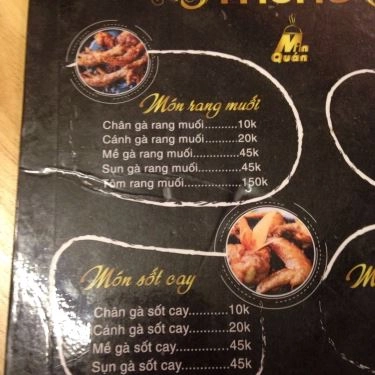 Mín
Quán
Món rang muối
Chân gà rang muối...........10k
Cánh gà rang muối..........20k
Mề gà rang muối..............45k
Sụn gà rang muối.............45k
Tôm rang muối..............150k
Món sốt cay
Chân gà sốt cay.............10k
Cánh gà sốt cay.............20k
Mề gà sốt cay................45k
Sụn gà sốt cay...............45k